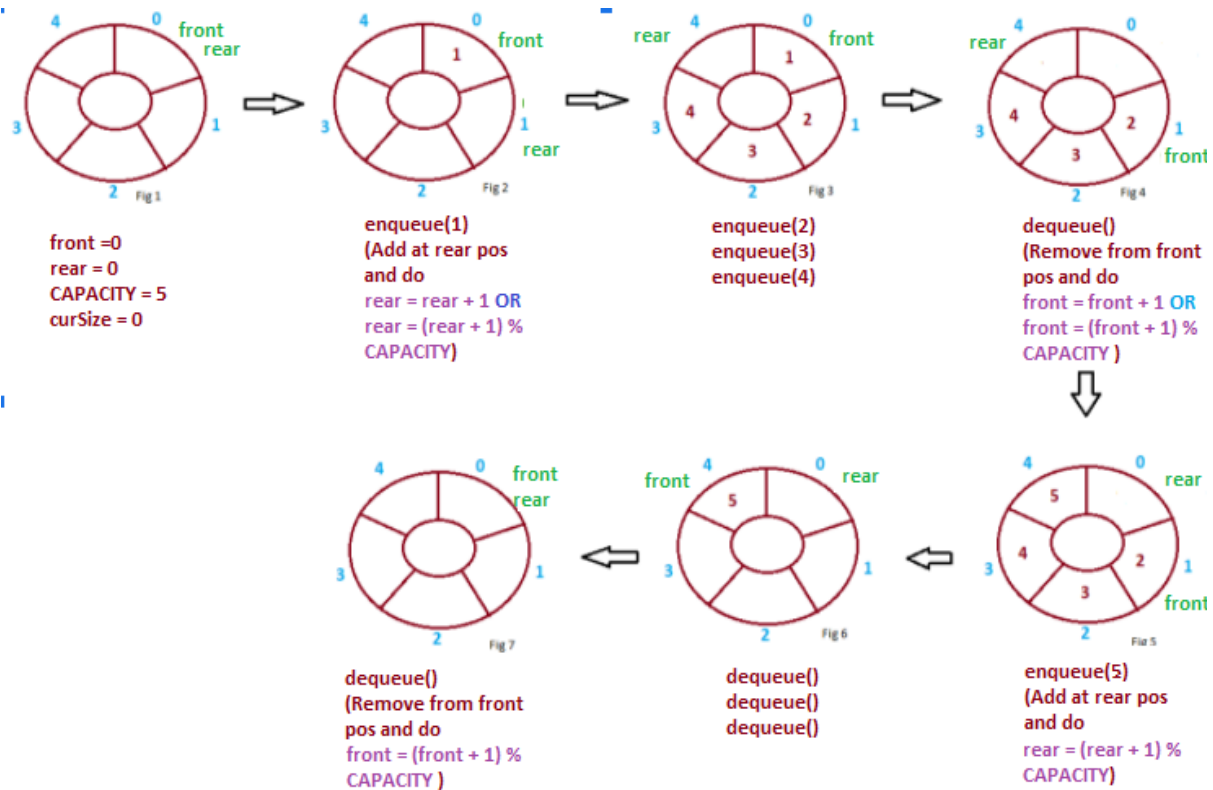 4
0
front
rear
3
1
2
Fig 1
front =0
rear = 0
CAPACITY = 5
curSize = 0
4
0
front
1
3
1
rear
2
Fig 2
enqueue(1)
(Add at rear pos
and do
rear = rear + 1 OR
rear = (rear + 1) %
CAPACITY)
4
0
rear
front
1
4
2
3
3
1
2
Fig 3
enqueue(2)
enqueue(3)
enqueue(4)
4
0
rear
4
2
3
3
1
front
2
Fig 4
dequeue()
(Remove from front
pos and do
front = front + 1 OR
front = (front + 1) %
CAPACITY )
4
0
rear
5
4
2
3
3
1
front
2
Fig 5
enqueue(5)
(Add at rear pos
and do
rear = (rear + 1) %
CAPACITY)
front
4
0
rear
5
3
1
2
Fig 6
dequeue()
dequeue()
dequeue()
4
0
front
rear
3
1
2
Fig 7
dequeue()
(Remove from front
pos and do
front = (front + 1) %
CAPACITY )